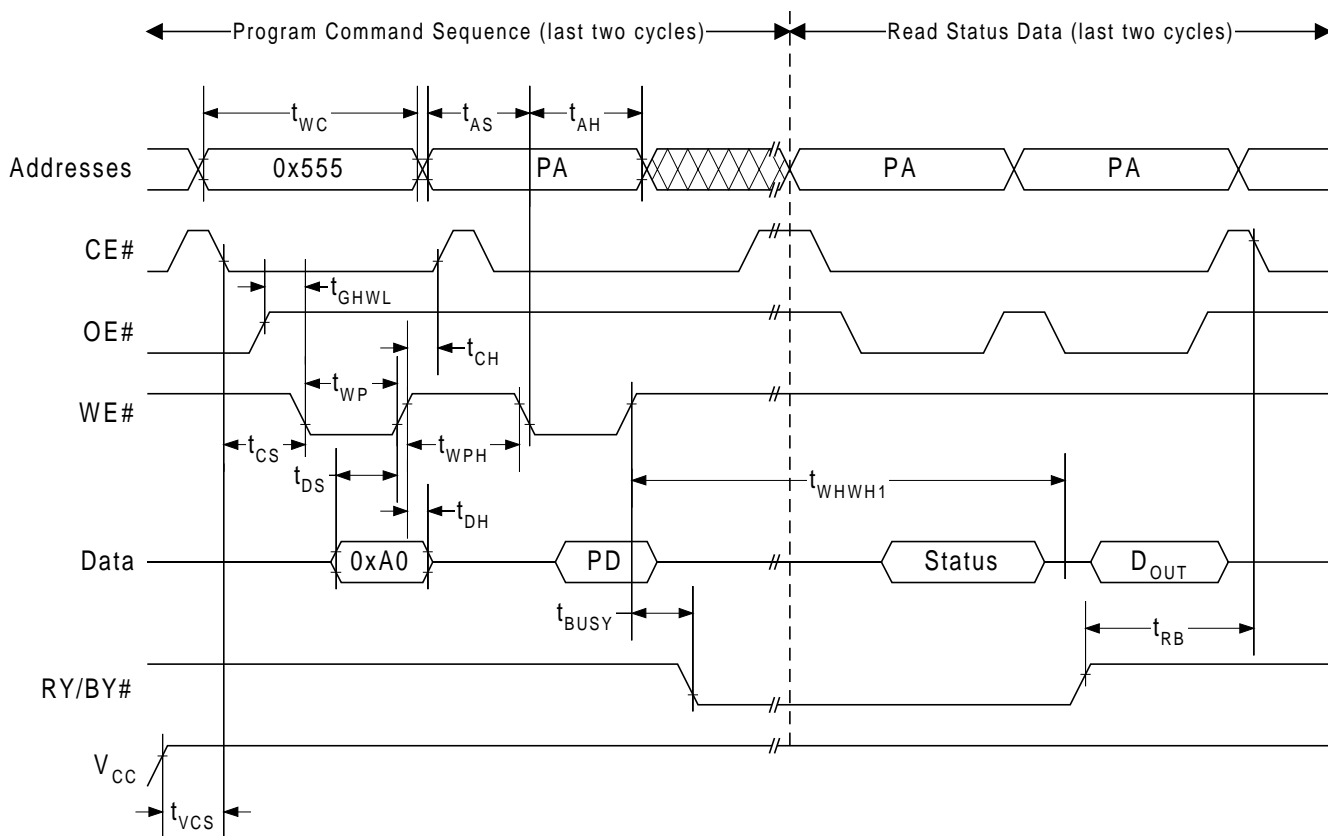 Program Command Sequence (last two cycles) Read Status Data (last two cycles)
tWC tAS tAH
Addresses 0x555 PA PA PA
CE#
tGHWL
OE#
tCH
tWP
WE#
tCS tWPH
tDS tWHWH1
tDH
Data 0xA0 PD Status DOUT
tBUSY tRB
RY/BY#
VCC
tVCS